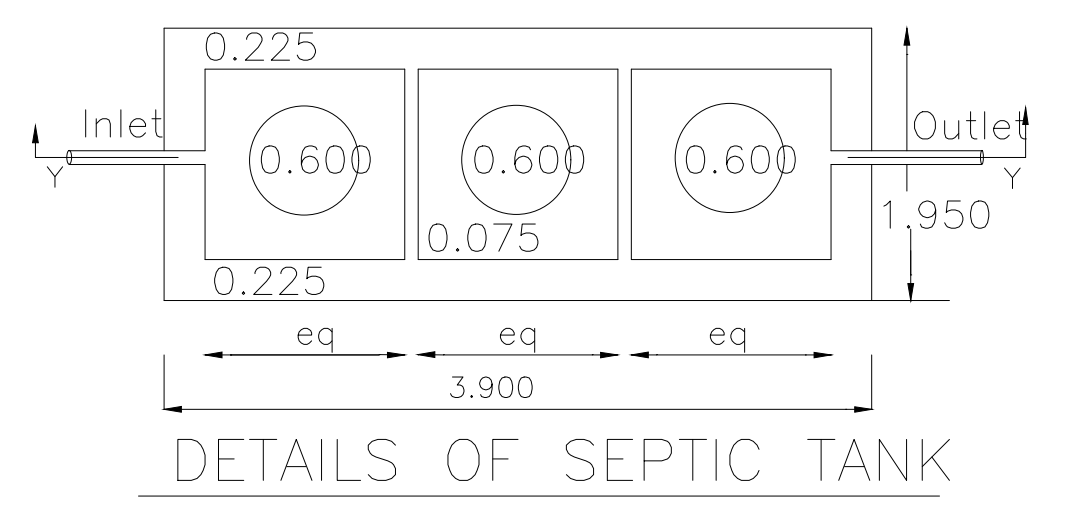 0.225
Inlet
Outlet
0.600 0.600 0.600
Y
Y
1.950
0.075
0.225
eq eq eq
3.900
DETAILS OF SEPTIC TANK